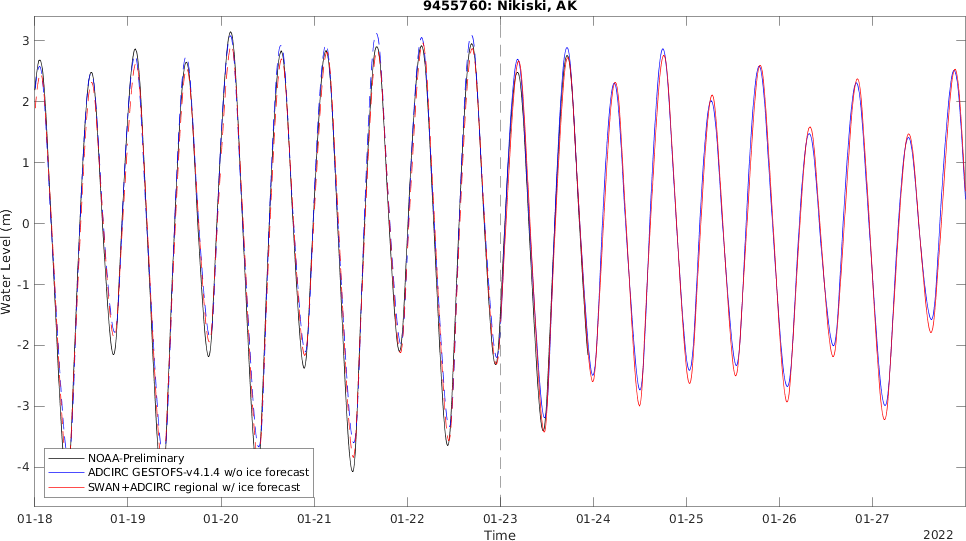 9455760: Nikiski, AK
3
2
1
0
-1
-2
-3
-4
Water Level (m)
NOAA-Preliminary
ADCIRC GESTOFS-v4.1.4 w/o ice forecast
SWAN+ADCIRC regional w/ ice forecast
01-18 01-19 01-20 01-21 01-22 01-23 01-24 01-25 01-26 01-27
Time
2022